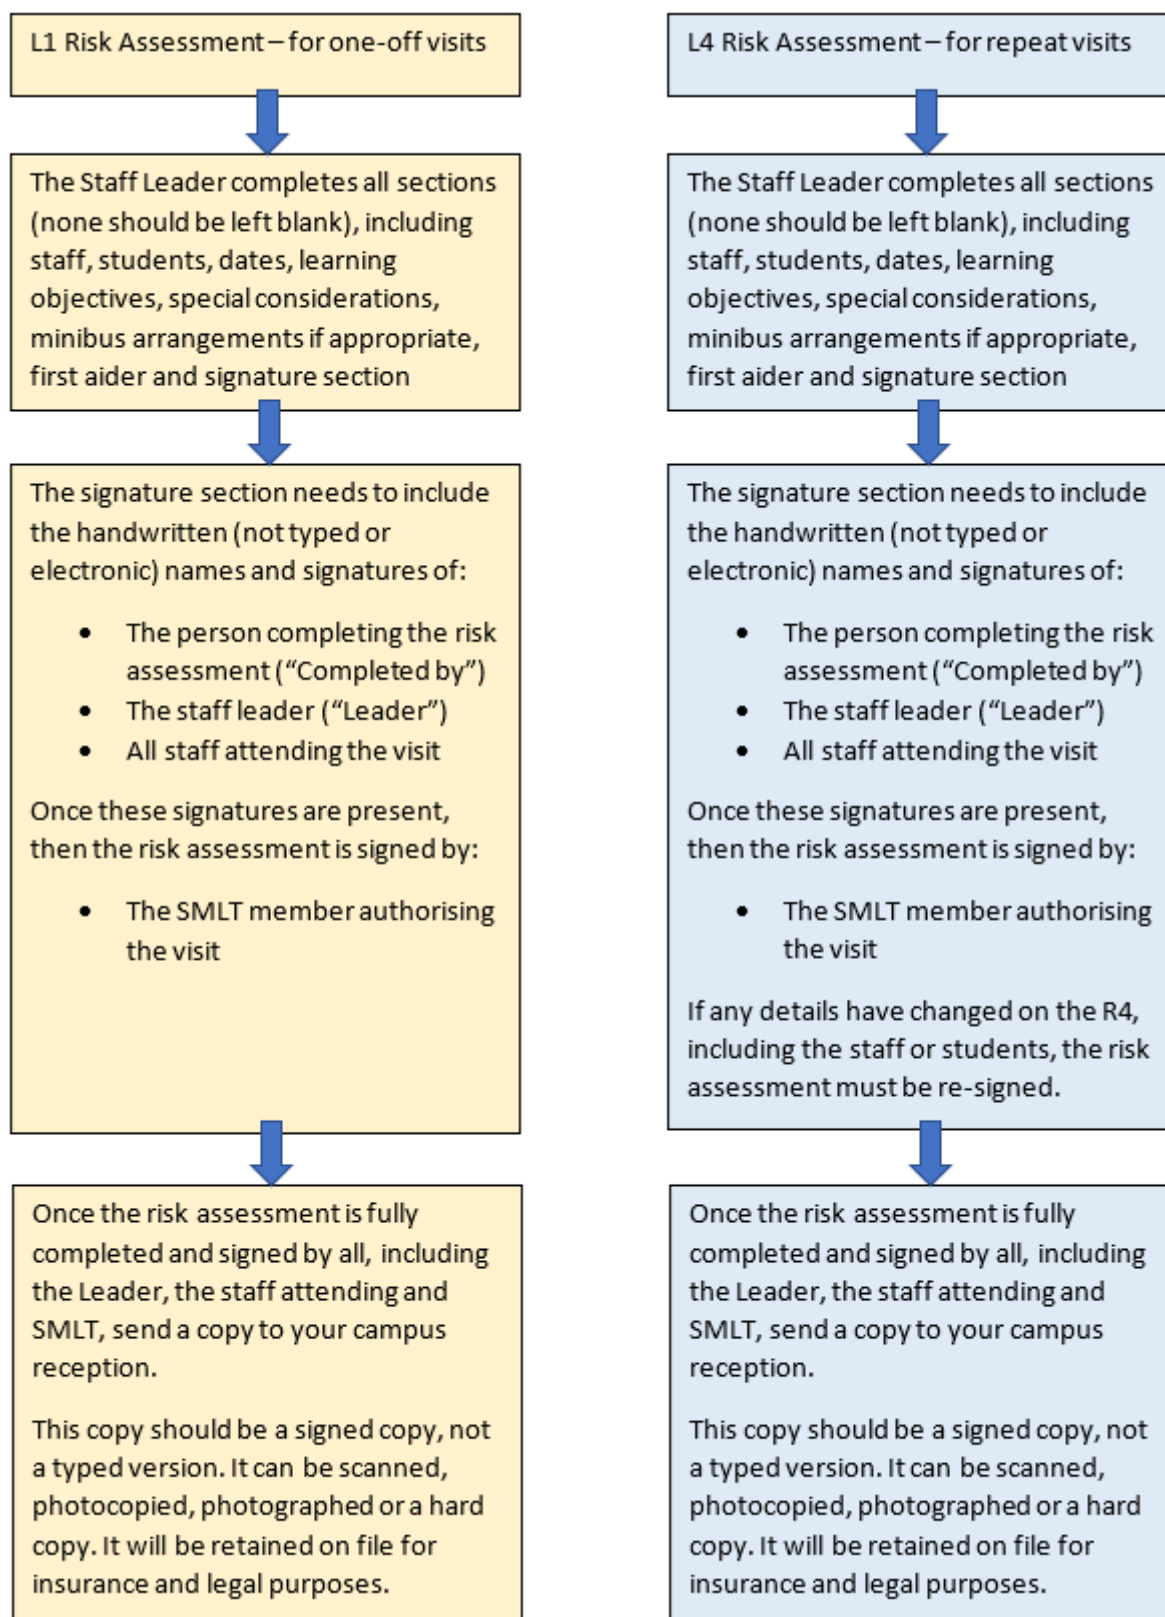 L1 Risk Assessment – for one-off visits
The Staff Leader completes all sections
(none should be left blank), including
staff, students, dates, learning
objectives, special considerations,
minibus arrangements if appropriate,
first aider and signature section
The signature section needs to include
the handwritten (not typed or
electronic) names and signatures of:
• The person completing the risk
assessment (“Completed by”)
• The staff leader (“Leader”)
• All staff attending the visit
Once these signatures are present,
then the risk assessment is signed by:
• The SMLT member authorising
the visit
Once the risk assessment is fully
completed and signed by all, including
the Leader, the staff attending and
SMLT, send a copy to your campus
reception.
This copy should be a signed copy, not
a typed version. It can be scanned,
photocopied, photographed or a hard
copy. It will be retained on file for
insurance and legal purposes.
L4 Risk Assessment – for repeat visits
The Staff Leader completes all sections
(none should be left blank), including
staff, students, dates, learning
objectives, special considerations,
minibus arrangements if appropriate,
first aider and signature section
The signature section needs to include
the handwritten (not typed or
electronic) names and signatures of:
• The person completing the risk
assessment (“Completed by”)
• The staff leader (“Leader”)
• All staff attending the visit
Once these signatures are present,
then the risk assessment is signed by:
• The SMLT member authorising
the visit
If any details have changed on the R4,
including the staff or students, the risk
assessment must be re-signed.
Once the risk assessment is fully
completed and signed by all, including
the Leader, the staff attending and
SMLT, send a copy to your campus
reception.
This copy should be a signed copy, not
a typed version. It can be scanned,
photocopied, photographed or a hard
copy. It will be retained on file for
insurance and legal purposes.